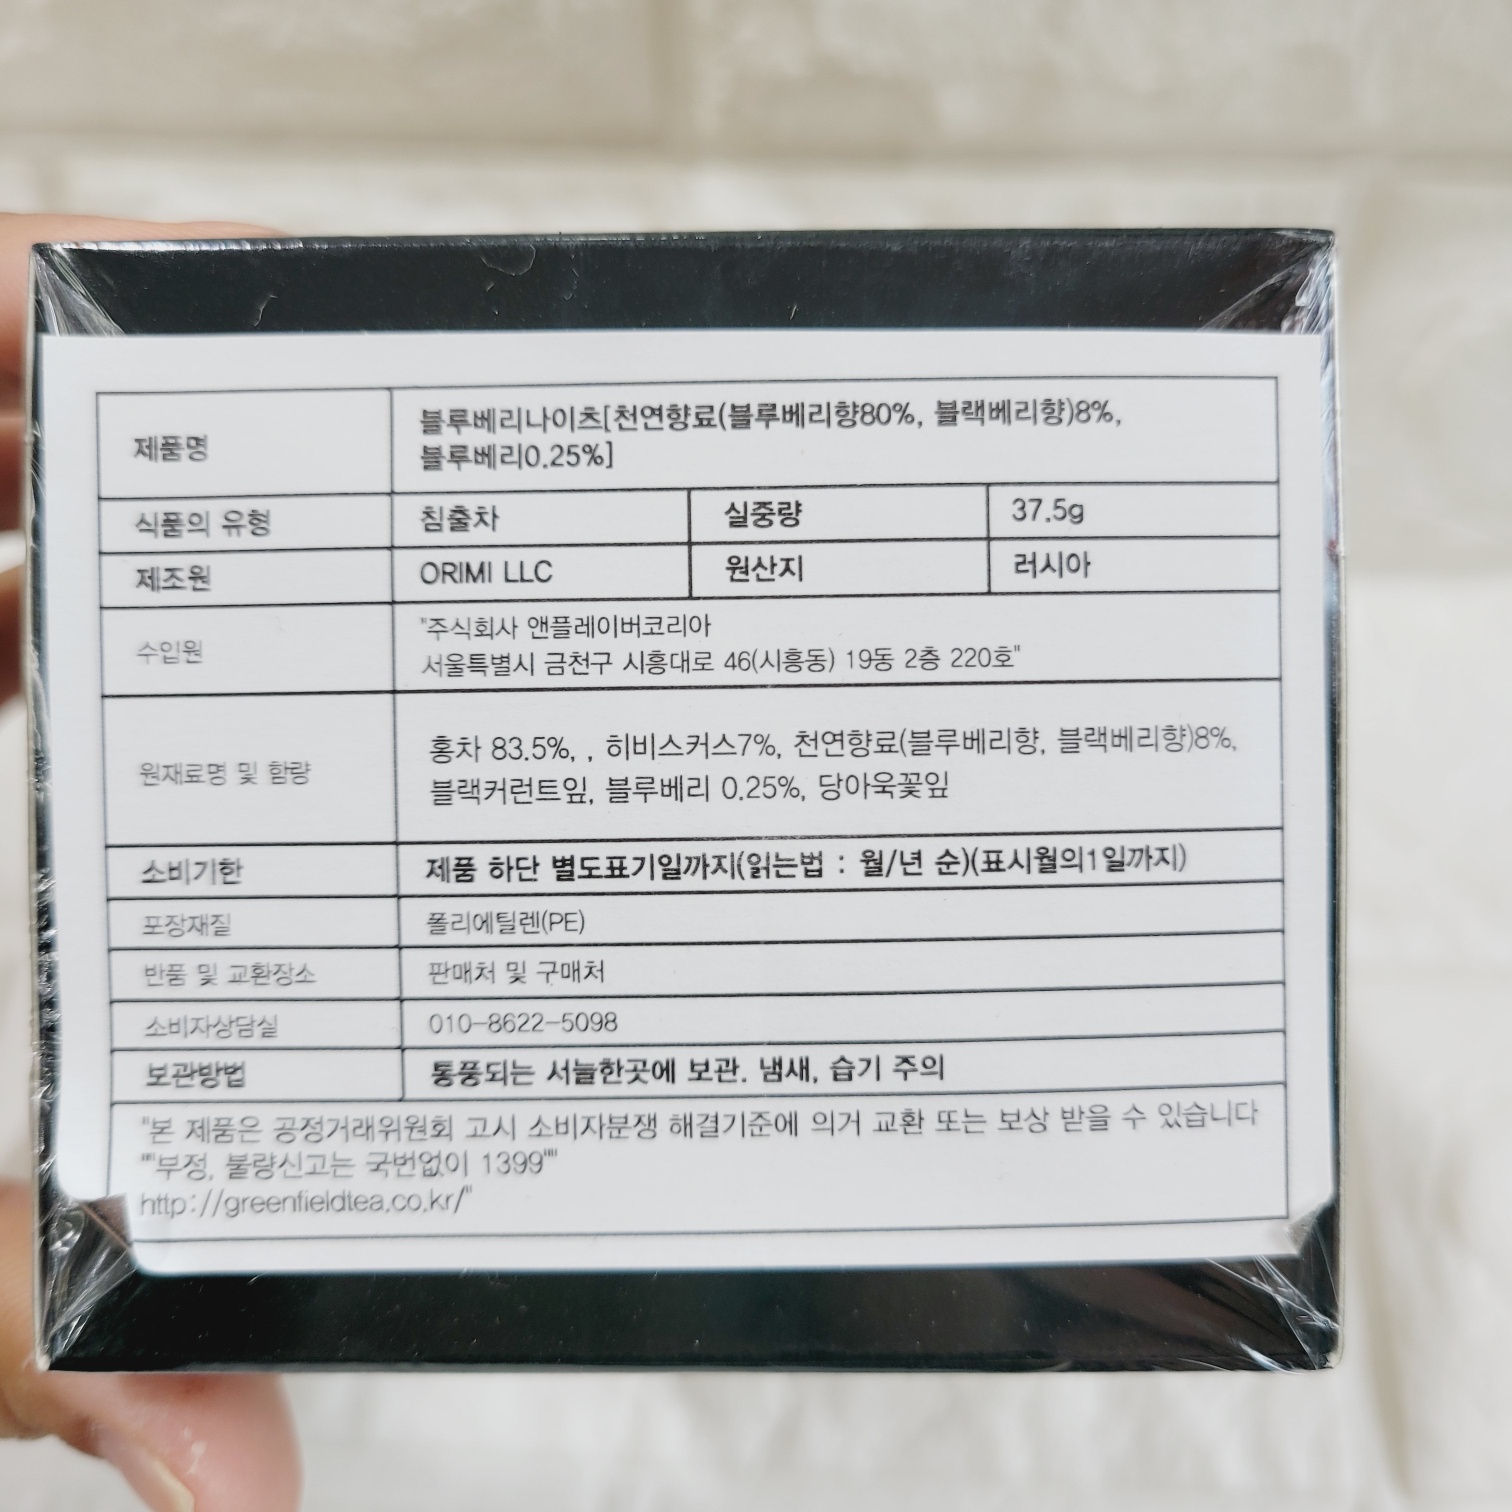 제품명
블루베리나이츠[천연향료(블루베리향80%, 블랙베리향)8%,
블루베리0.25%]
식품의 유형 침출차 실중량 37.5g
제조원 ORIMI LLC 원산지 러시아
수입원
"주식회사 앤플레이버코리아
서울특별시 금천구 시흥대로 46(시흥동) 19동 2층 220호"
원재료명 및 함량
홍차 83.5%, , 히비스커스7%, 천연향료(블루베리향, 블랙베리향)8%,
블랙커런트잎, 블루베리 0.25%, 당아욱꽃잎
소비기한 제품 하단 별도표기일까지(읽는법 : 월/년 순)(표시월의1일까지)
포장재질 폴리에틸렌(PE)
반품 및 교환장소 판매처 및 구매처
소비자상담실 010-8622-5098
보관방법 통풍되는 서늘한곳에 보관. 냄새, 습기 주의
"본 제품은 공정거래위원회 고시 소비자분쟁 해결기준에 의거 교환 또는 보상 받을 수 있습니다
""부정, 불량신고는 국번없이 1399""
http://greenfieldtea.co.kr/"